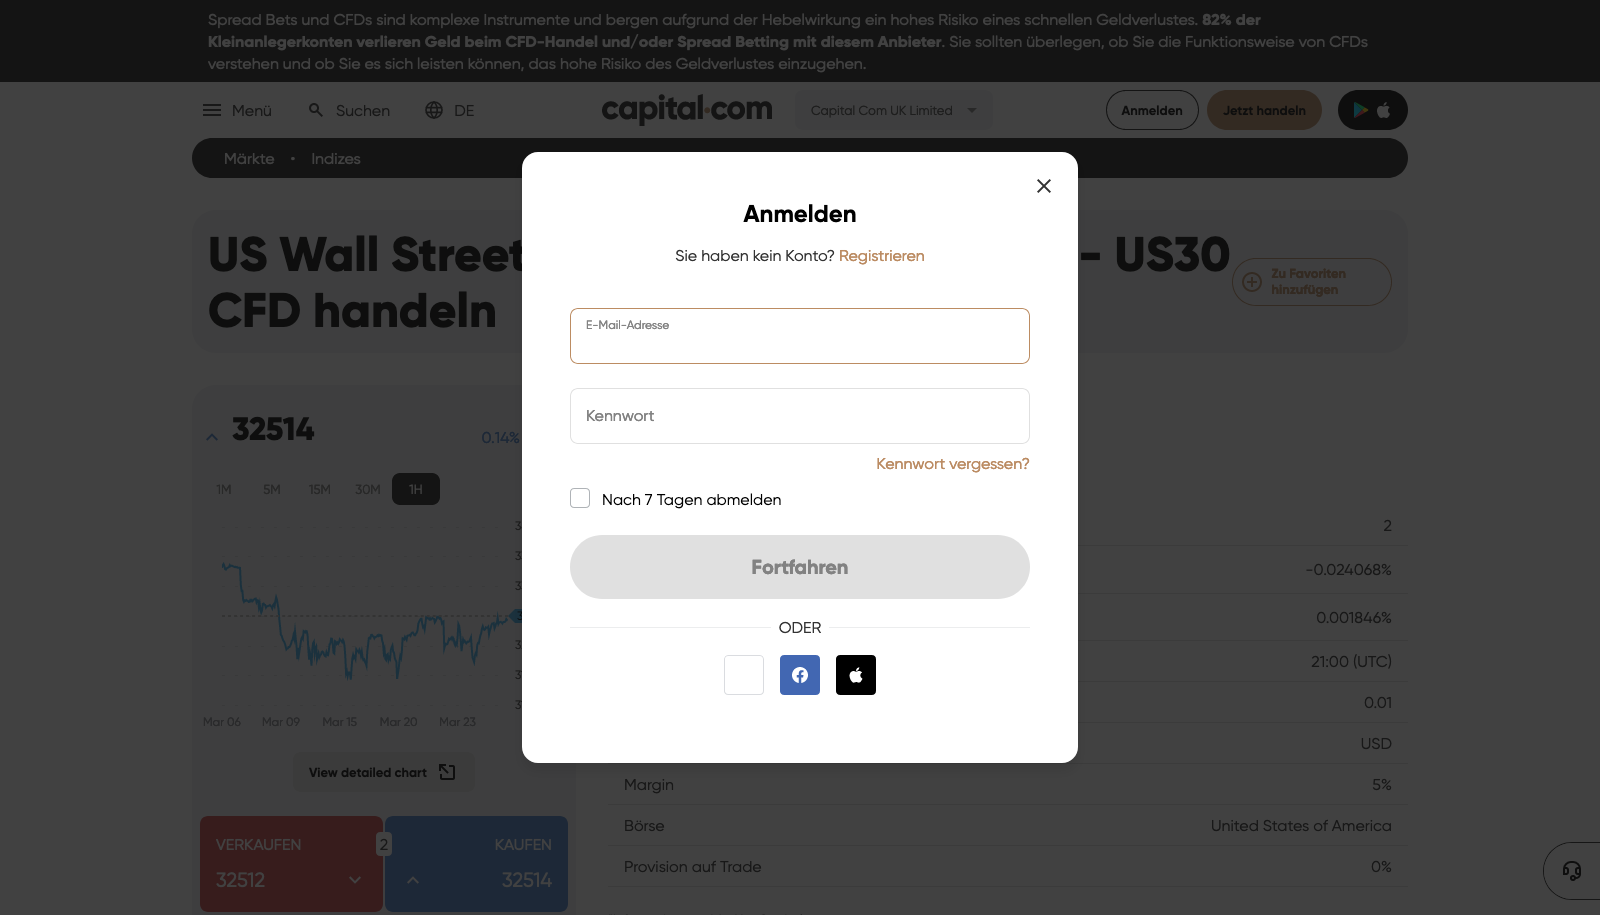 Spread Bets und CFDs sind komplexe Instrumente und bergen aufgrund der Hebelwirkung ein hohes Risiko eines schnellen Geldverlustes. 82% der
Kleinanlegerkonten verlieren Geld beim CFD-Handel und/oder Spread Betting mit diesem Anbieter. Sie sollten überlegen, ob Sie die Funktionsweise von CFDs
verstehen und ob Sie es sich leisten können, das hohe Risiko des Geldverlustes einzugehen.
Menü
Suchen
DE
capital.com
Capital Com UK Limited
Anmelden
Jetzt handeln
Märkte • Indizes
US Wall Street
- US30
CFD handeln
Zu Favoriten
hinzufügen
Anmelden
Sie haben kein Konto? Registrieren
E-Mail-Adresse
Kennwort
Kennwort vergessen?
Nach 7 Tagen abmelden
Fortfahren
ODER
32514
0.14%
1M
5M
15M
30M
1H
Mar 06
Mar 09
Mar 15
Mar 20
Mar 23
View detailed chart
VERKAUFEN
32512
2
KAUFEN
32514
2
-0.024068%
0.001846%
21:00 (UTC)
0.01
USD
Margin
5%
Börse
United States of America
Provision auf Trade
0%